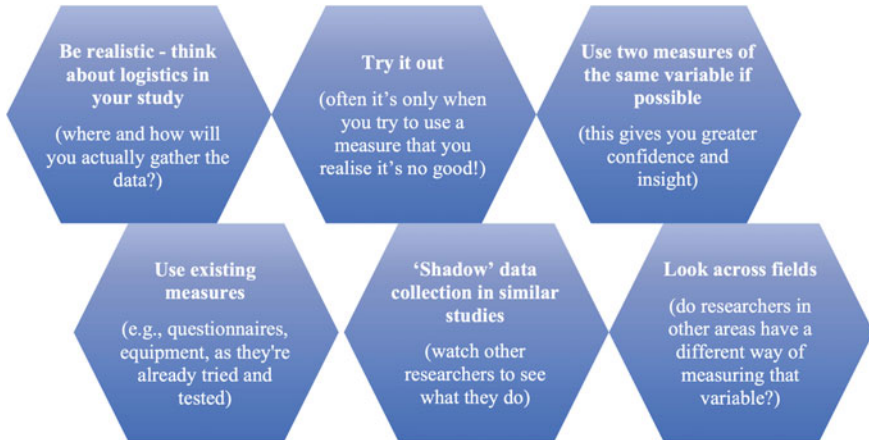 Be realistic - think
about logistics in
your study
(where and how will
you actually gather the
data?)
Try it out
(often it’s only when
you try to use a
measure that you
realise it’s no good!)
Use two measures of
the same variable if
possible
(this gives you greater
confidence and
insight)
Use existing
measures
(e.g., questionnaires,
equipment, as they're
already tried and
tested)
‘Shadow’ data
collection in similar
studies
(watch other
researchers to see
what they do)
Look across fields
(do researchers in
other areas have a
different way of
measuring that
variable?)